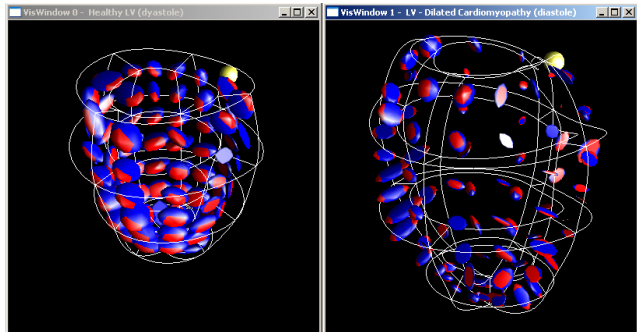 VisWindow 0 - Healthy LV (dyastole)
VisWindow 1 - LV - Dilated Cardiomyopathy (diastole)